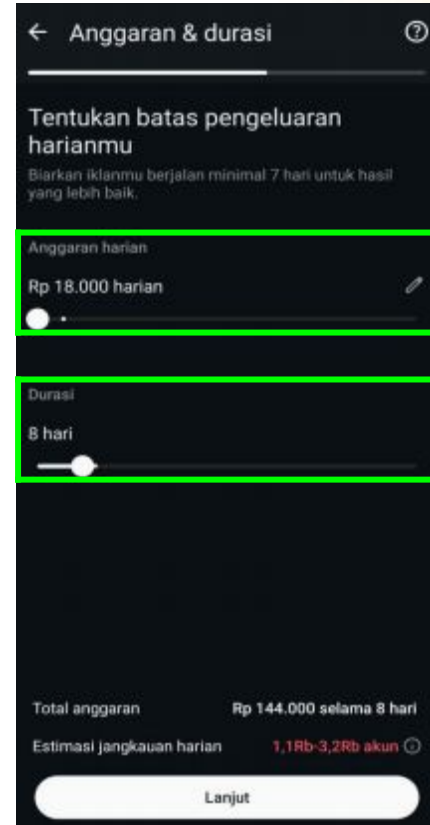 Anggaran & durasi
Tentukan batas pengeluaran
harianmu
Biarkan iklanmu berjalan minimal 7 hari untuk hasil
yang lebih baik.
Anggaran harian
Rp 18.000 harian
Durasi
8 hari
Total anggaran Rp 144.000 selama 8 hari
Estimasi jangkauan harian 1,1Rb-3,2Rb akun
Lanjut